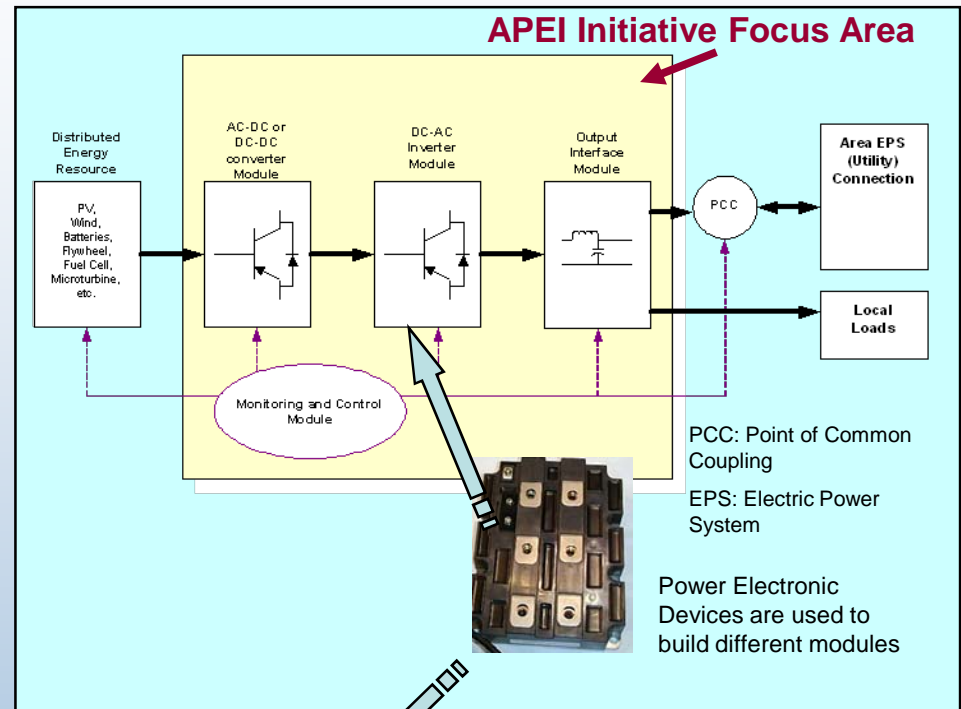 APEI Initiative Focus Area
Distributed
Energy
Resource
PV,
Wind,
Batteries,
Flywheel,
Fuel Cell,
Microturbine,
etc.
AC-DC or
DC-DC
converter
Module
DC-AC
Inverter
Module
Output
Interface
Module
PCC
Area EPS
(Utility)
Connection
Local
Loads
Monitoring and Control
Module
PCC: Point of Common
Coupling
EPS: Electric Power
System
Power Electronic
Devices are used to
build different modules